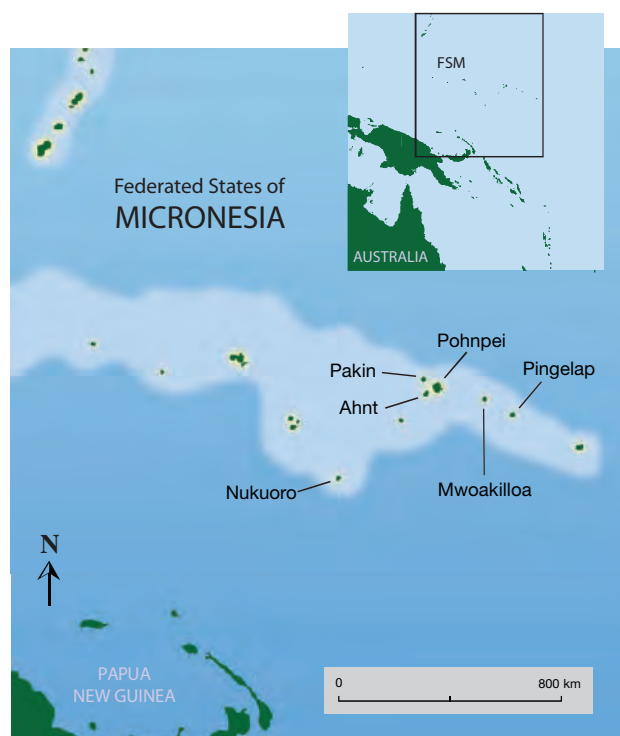 FSM
AUSTRALIA
Federated States of
MICRONESIA
Pohnpei
Pakin
Pingelap
Ahnt
Nukuoro
Mwoakilloa
N
PAPUA
NEW GUINEA
0 800 km